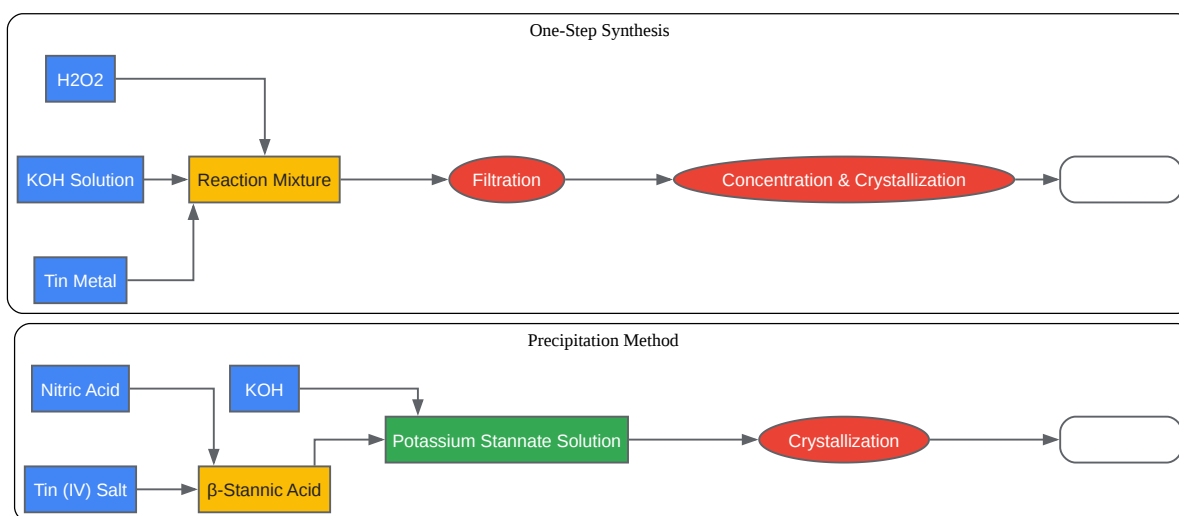 One-Step Synthesis
H2O2
KOH Solution
Reaction Mixture
Filtration
Concentration & Crystallization
Tin Metal
Precipitation Method
Nitric Acid
KOH
Potassium Stannate Solution
Crystallization
Tin (IV) Salt
β-Stannic Acid